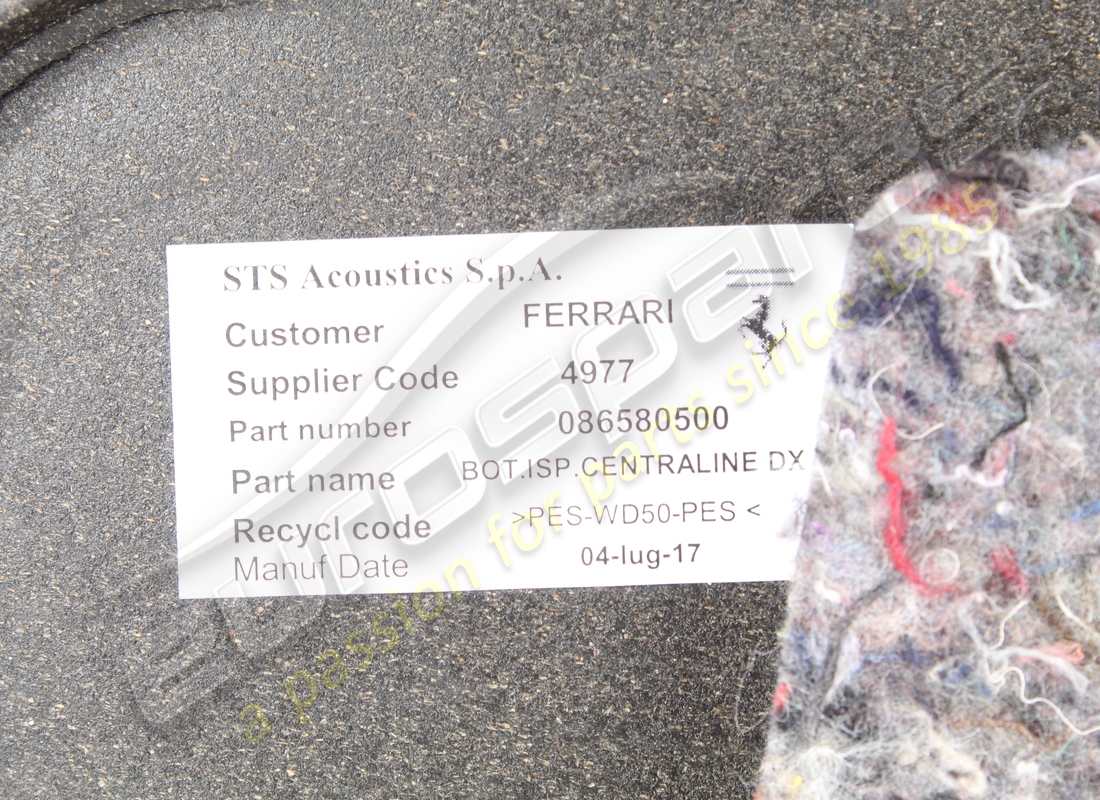 STS Acoustics S.p.A.
Customer FERRARI
Supplier Code 4977
Part number 086580500
Part name BOT.ISP.CENTRALINE DX
Recycl code >PES-WD50-PES <
Manuf Date 04-lug-17
eurospares
a passion for parts since 1985